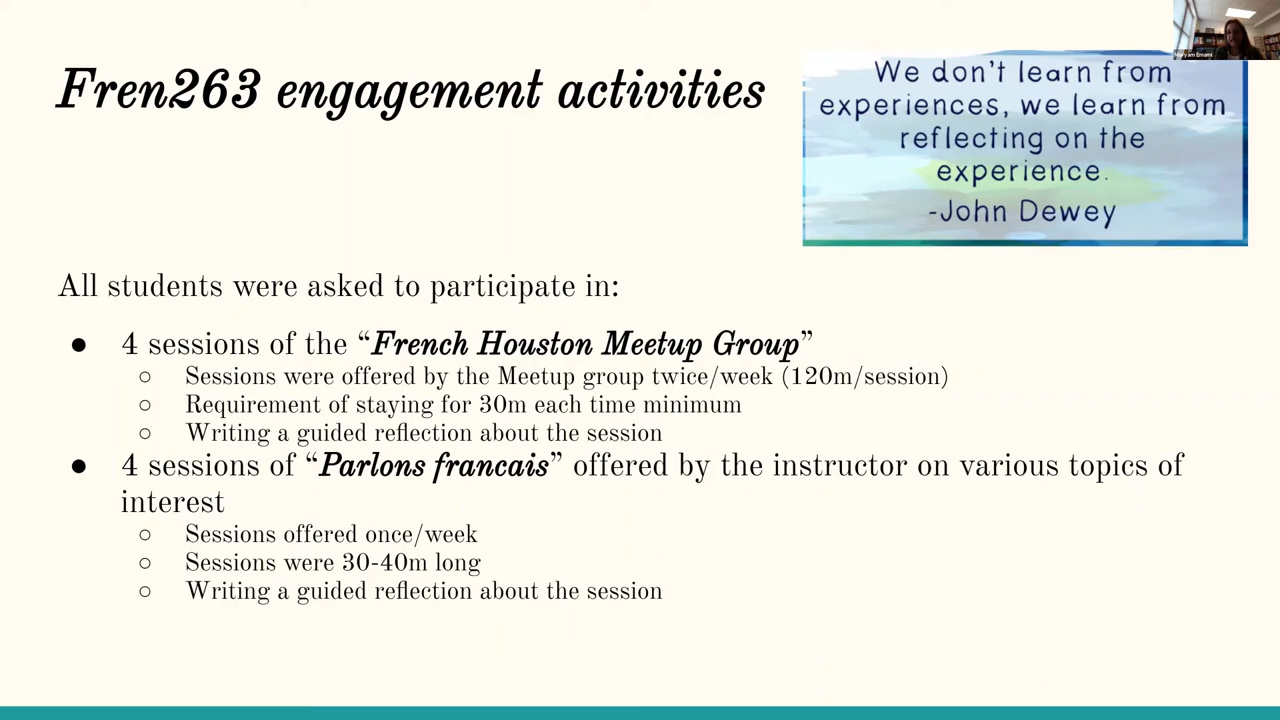 Fren263 engagement activities
We don't learn from
experiences, we learn from
reflecting on the
experience.
-John Dewey
Maryam Emami
All students were asked to participate in:
● 4 sessions of the “French Houston Meetup Group”
○ Sessions were offered by the Meetup group twice/week (120m/session)
○ Requirement of staying for 30m each time minimum
○ Writing a guided reflection about the session
● 4 sessions of “Parlons francais” offered by the instructor on various topics of
interest
○ Sessions offered once/week
○ Sessions were 30-40m long
○ Writing a guided reflection about the session